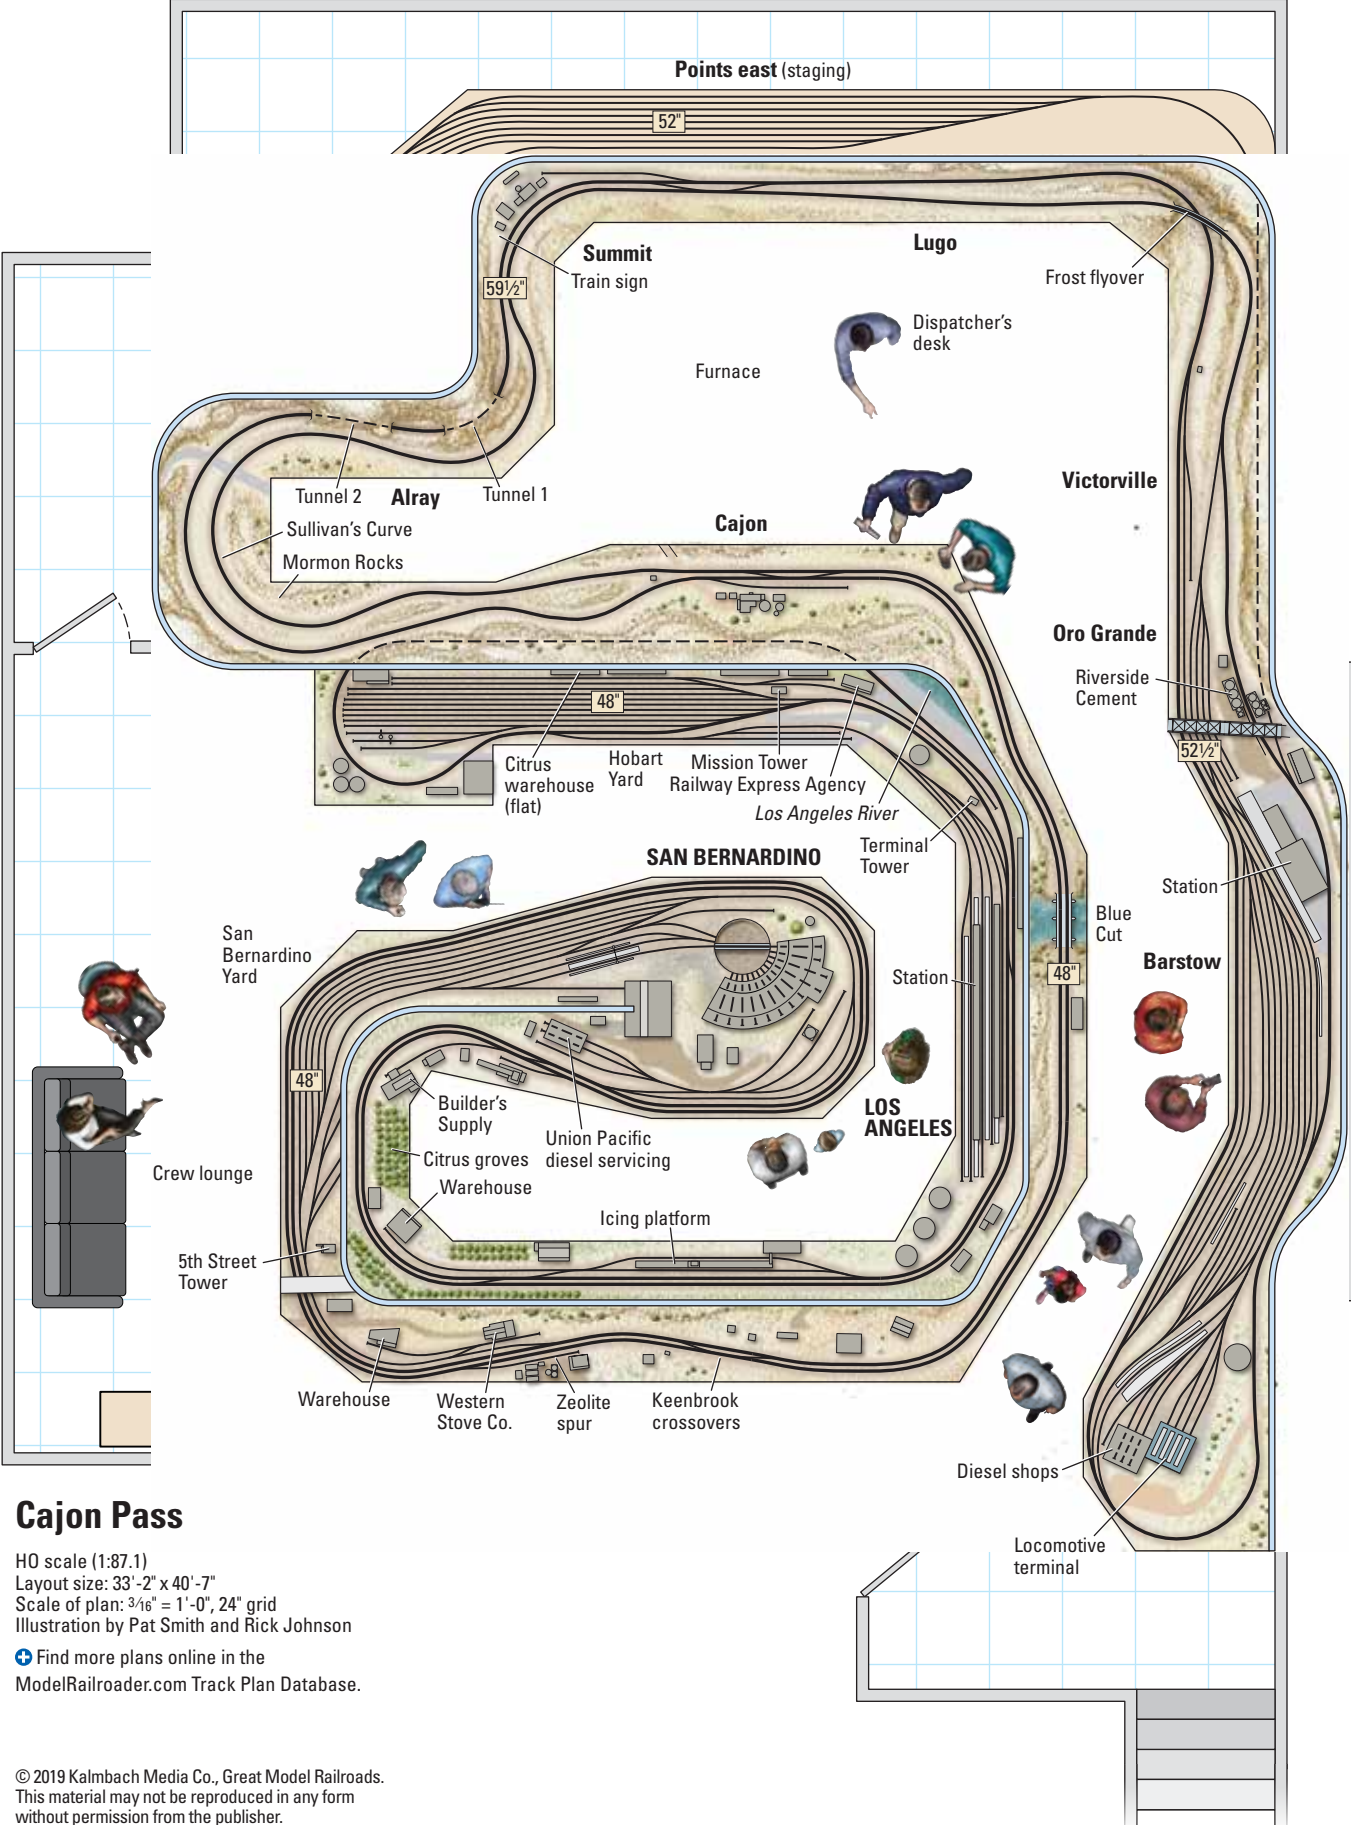 Points east (staging)
52"
Summit
Train sign
59½"
Lugo
Frost flyover
Dispatcher's
desk
Furnace
Tunnel 2
Alray
Tunnel 1
Sullivan's Curve
Mormon Rocks
Cajon
Victorville
Oro Grande
Riverside
Cement
52½"
48"
Citrus
warehouse
(flat)
Hobart
Yard
Mission Tower
Railway Express Agency
Los Angeles River
Terminal
Tower
SAN BERNARDINO
Station
Blue
Cut
San
Bernardino
Yard
Barstow
Station
48"
48"
Builder's
Supply
LOS
ANGELES
Union Pacific
diesel servicing
Citrus groves
Warehouse
Crew lounge
Icing platform
5th Street
Tower
Warehouse
Western
Stove Co.
Zeolite
spur
Keenbrook
crossovers
Diesel shops
Locomotive
terminal
Cajon Pass
HO scale (1:87.1)
Layout size: 33'-2" x 40'-7"
Scale of plan: 3⁄16" = 1'-0", 24" grid
Illustration by Pat Smith and Rick Johnson
Find more plans online in the
ModelRailroader.com Track Plan Database.
© 2019 Kalmbach Media Co., Great Model Railroads.
This material may not be reproduced in any form
without permission from the publisher.